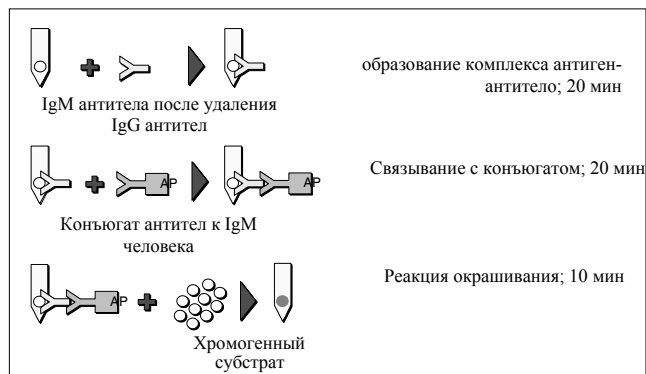 образование комплекса антиген-
антитело; 20 мин
IgM антитела после удаления
IgG антител
AP
AP
Связывание с конъюгатом; 20 мин
Конъюгат антител к IgM
человека
AP
Реакция окрашивания; 10 мин
Хромогенный
субстрат